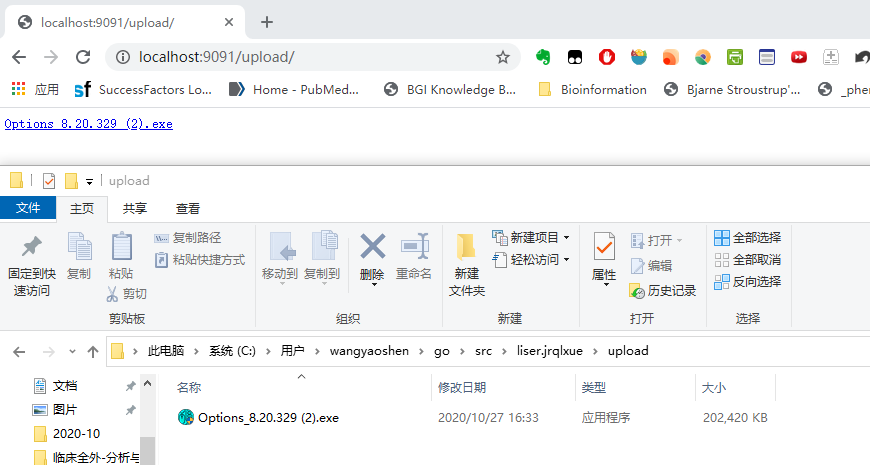 localhost:9091/upload/
localhost:9091/upload/
应用 SuccessFactors Lo... Home - PubMed... BGI Knowledge B... Bioinformation Bjarne Stroustrup'... _phen
Options_8.20.329 (2).exe
upload
文件 主页 共享 查看
固定到快速访问
复制
粘贴
复制路径
粘贴快捷方式
剪切
剪贴板
移动到
复制到
删除
重命名
组织
新建文件夹
新建项目
轻松访问
新建
属性
打开
编辑
历史记录
打开
全部选择
全部取消
反向选择
选择
此电脑 系统 (C:) 用户 wangyaoshen go src liser.jrqlxue upload
文档
图片
2020-10
临床全外-分析与
名称 修改日期 类型 大小
Options_8.20.329 (2).exe 2020/10/27 16:33 应用程序 202,420 KB